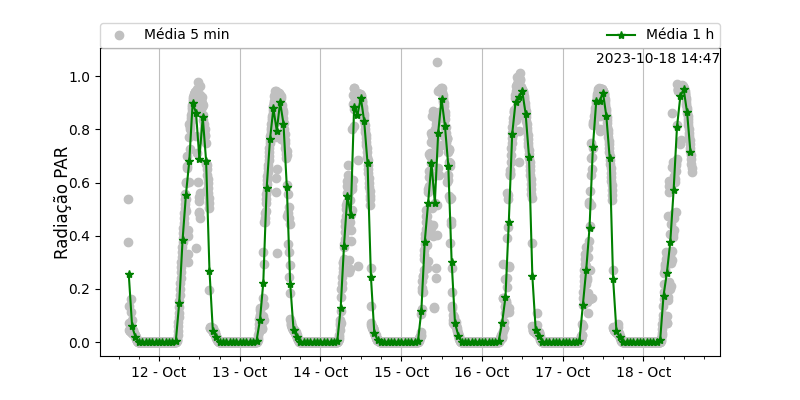 Média 5 min
Média 1 h
2023-10-18 14:47
Radiação PAR
1.0
0.8
0.6
0.4
0.2
0.0
12 - Oct
13 - Oct
14 - Oct
15 - Oct
16 - Oct
17 - Oct
18 - Oct